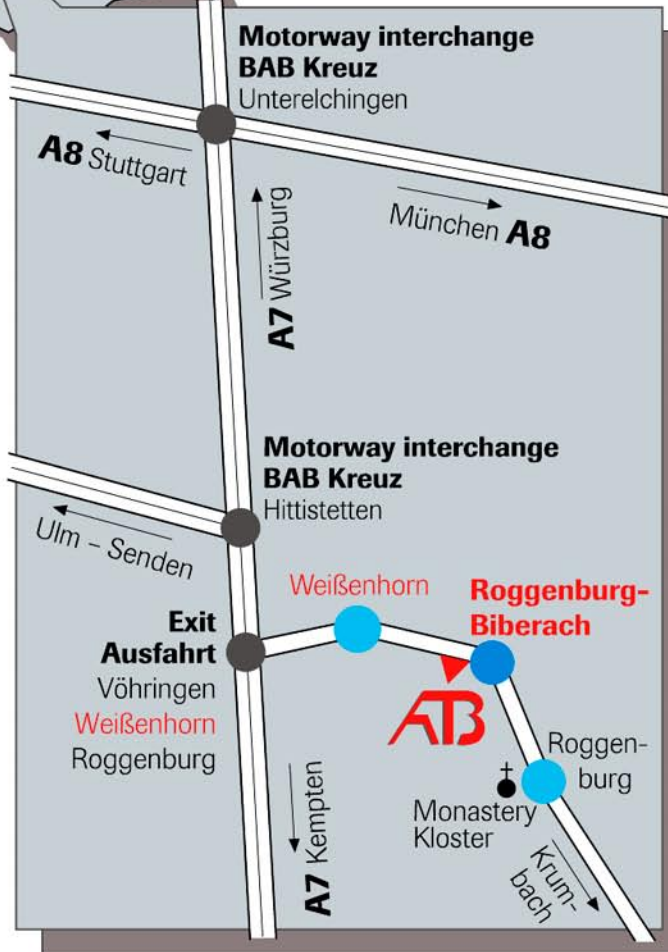 Motorway interchange
BAB Kreuz
Unterelchingen
A8 Stuttgart
München A8
A7 Würzburg
Motorway interchange
BAB Kreuz
Hittistetten
Ulm – Senden
Weißenhorn
Roggenburg-
Biberach
Exit
Ausfahrt
Vöhringen
Weißenhorn
Roggenburg
ATB
Roggen-
burg
Monastery
Kloster
A7 Kempten
Krum-
bach